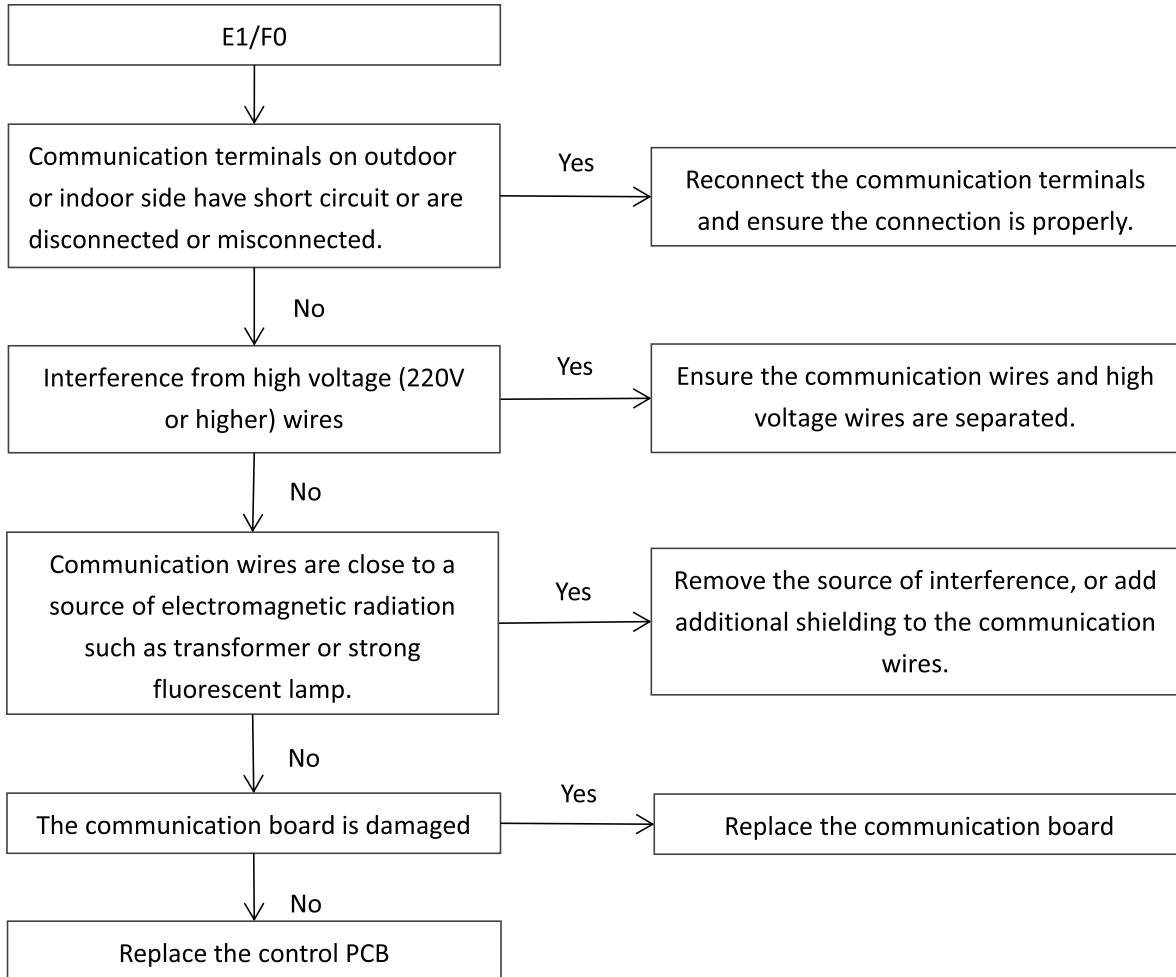 E1/F0
Communication terminals on outdoor
or indoor side have short circuit or are
disconnected or misconnected.
Yes
Reconnect the communication terminals
and ensure the connection is properly.
No
Interference from high voltage (220V
or higher) wires
Yes
Ensure the communication wires and high
voltage wires are separated.
No
Communication wires are close to a
source of electromagnetic radiation
such as transformer or strong
fluorescent lamp.
Yes
Remove the source of interference, or add
additional shielding to the communication
wires.
No
The communication board is damaged
Yes
Replace the communication board
No
Replace the control PCB